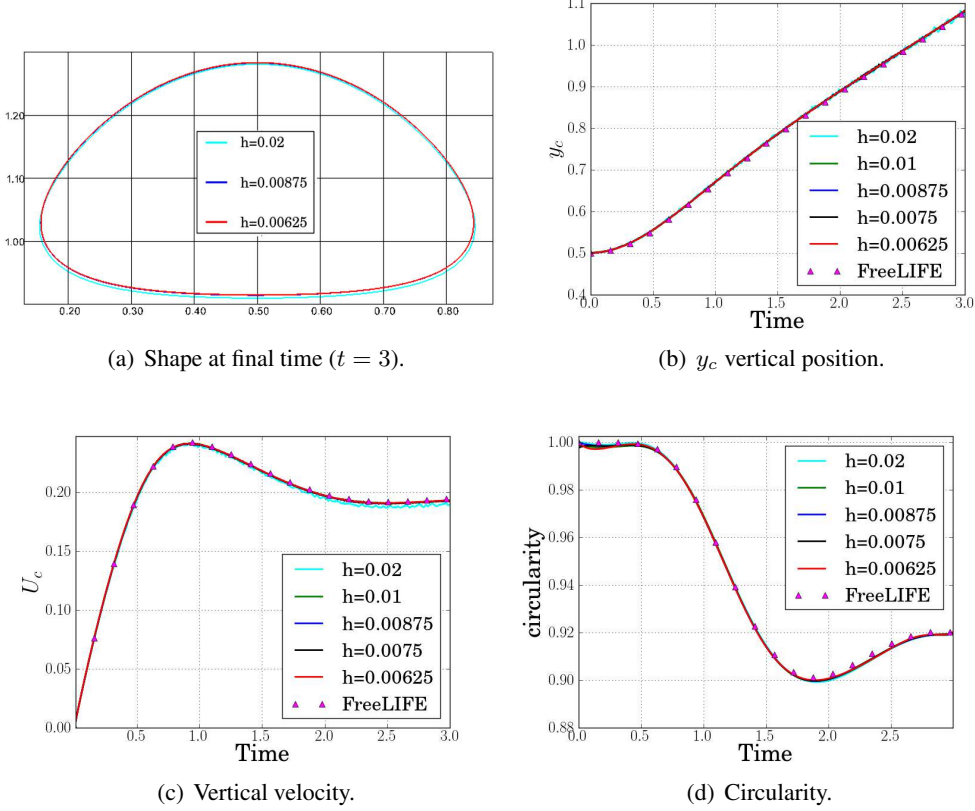 1.20
1.10
1.00
0.20 0.30 0.40 0.50 0.60 0.70 0.80
h=0.02
h=0.00875
h=0.00625
(a) Shape at final time (t = 3).
1.1
1.0
0.9
0.8
0.7
0.6
0.5
0.4
y_c
0.0 0.5 1.0 1.5 2.0 2.5 3.0
Time
h=0.02
h=0.01
h=0.00875
h=0.0075
h=0.00625
FreeLIFE
(b) y_c vertical position.
0.20
0.15
0.10
0.05
0.00
U_c
0.5 1.0 1.5 2.0 2.5 3.0
Time
h=0.02
h=0.01
h=0.00875
h=0.0075
h=0.00625
FreeLIFE
(c) Vertical velocity.
1.00
0.98
0.96
0.94
0.92
0.90
0.88
circularity
0.0 0.5 1.0 1.5 2.0 2.5
Time
h=0.02
h=0.01
h=0.00875
h=0.0075
h=0.00625
FreeLIFE
(d) Circularity.